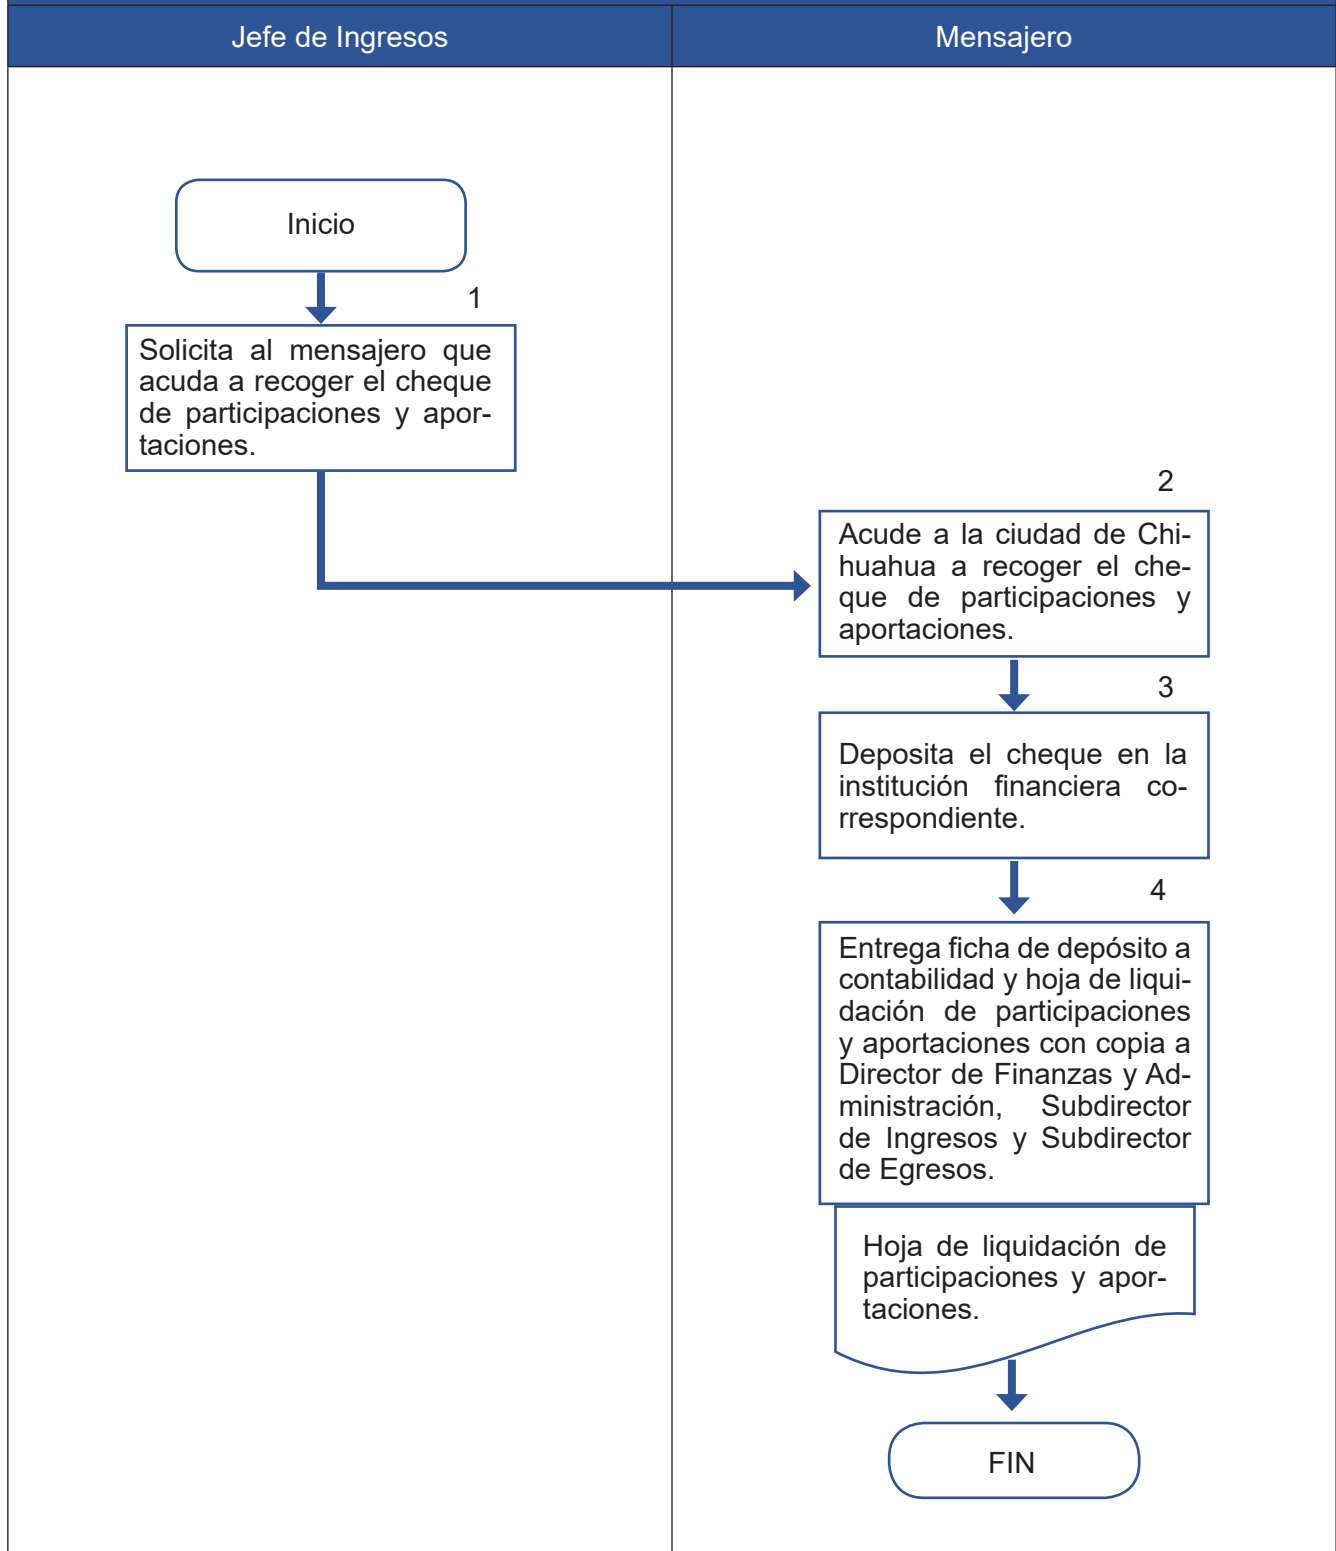 Jefe de Ingresos
Mensajero
Inicio
1
Solicita al mensajero que
acuda a recoger el cheque
de participaciones y apor-
taciones.
2
Acude a la ciudad de Chi-
huahua a recoger el che-
que de participaciones y
aportaciones.
3
Deposita el cheque en la
institución financiera co-
rrespondiente.
4
Entrega ficha de depósito a
contabilidad y hoja de liqui-
dación de participaciones
y aportaciones con copia a
Director de Finanzas y Ad-
ministración, Subdirector
de Ingresos y Subdirector
de Egresos.
Hoja de liquidación de
participaciones y apor-
taciones.
FIN